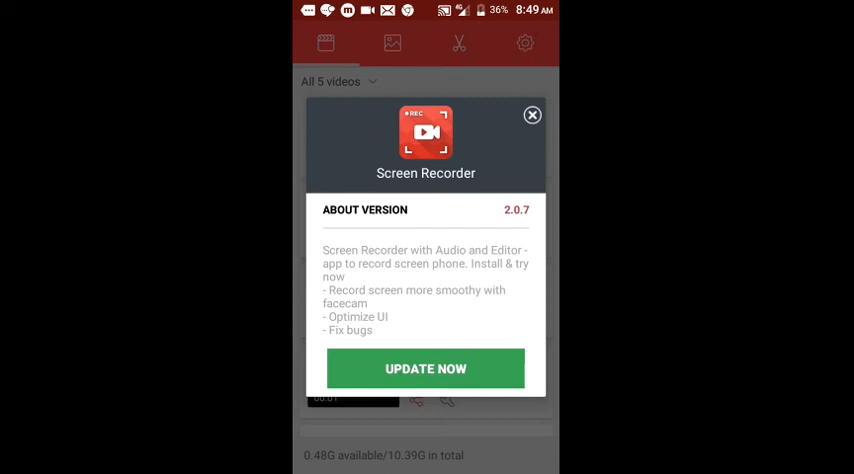 4G 36% 8:49 AM
All 5 videos
REC
Screen Recorder
ABOUT VERSION 2.0.7
Screen Recorder with Audio and Editor -
app to record screen phone. Install & try
now
- Record screen more smoothy with
facecam
- Optimize UI
- Fix bugs
UPDATE NOW
00:01
0.48G available/10.39G in total